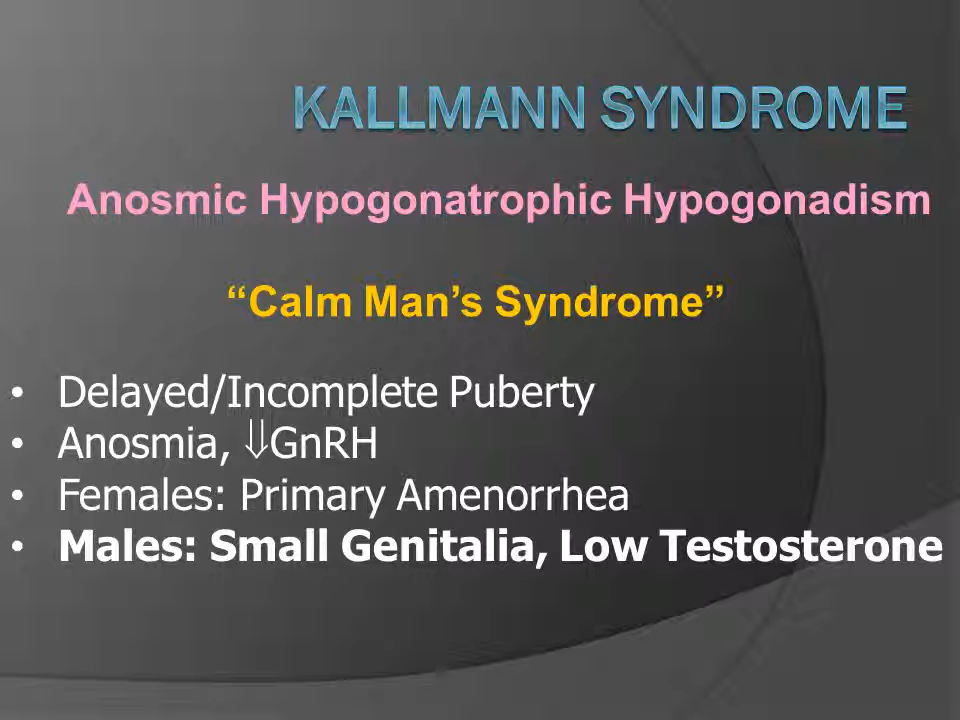 KALLMANN SYNDROME
Anosmic Hypogonatrophic Hypogonadism
“Calm Man’s Syndrome”
• Delayed/Incomplete Puberty
• Anosmia, ⇓GnRH
• Females: Primary Amenorrhea
• Males: Small Genitalia, Low Testosterone